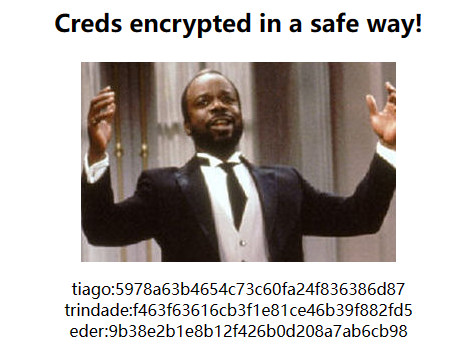 Creds encrypted in a safe way!
tiago:5978a63b4654c73c60fa24f836386d87
trindade:f463f63616cb3f1e81ce46b39f882fd5
eder:9b38e2b1e8b12f426b0d208a7ab6cb98